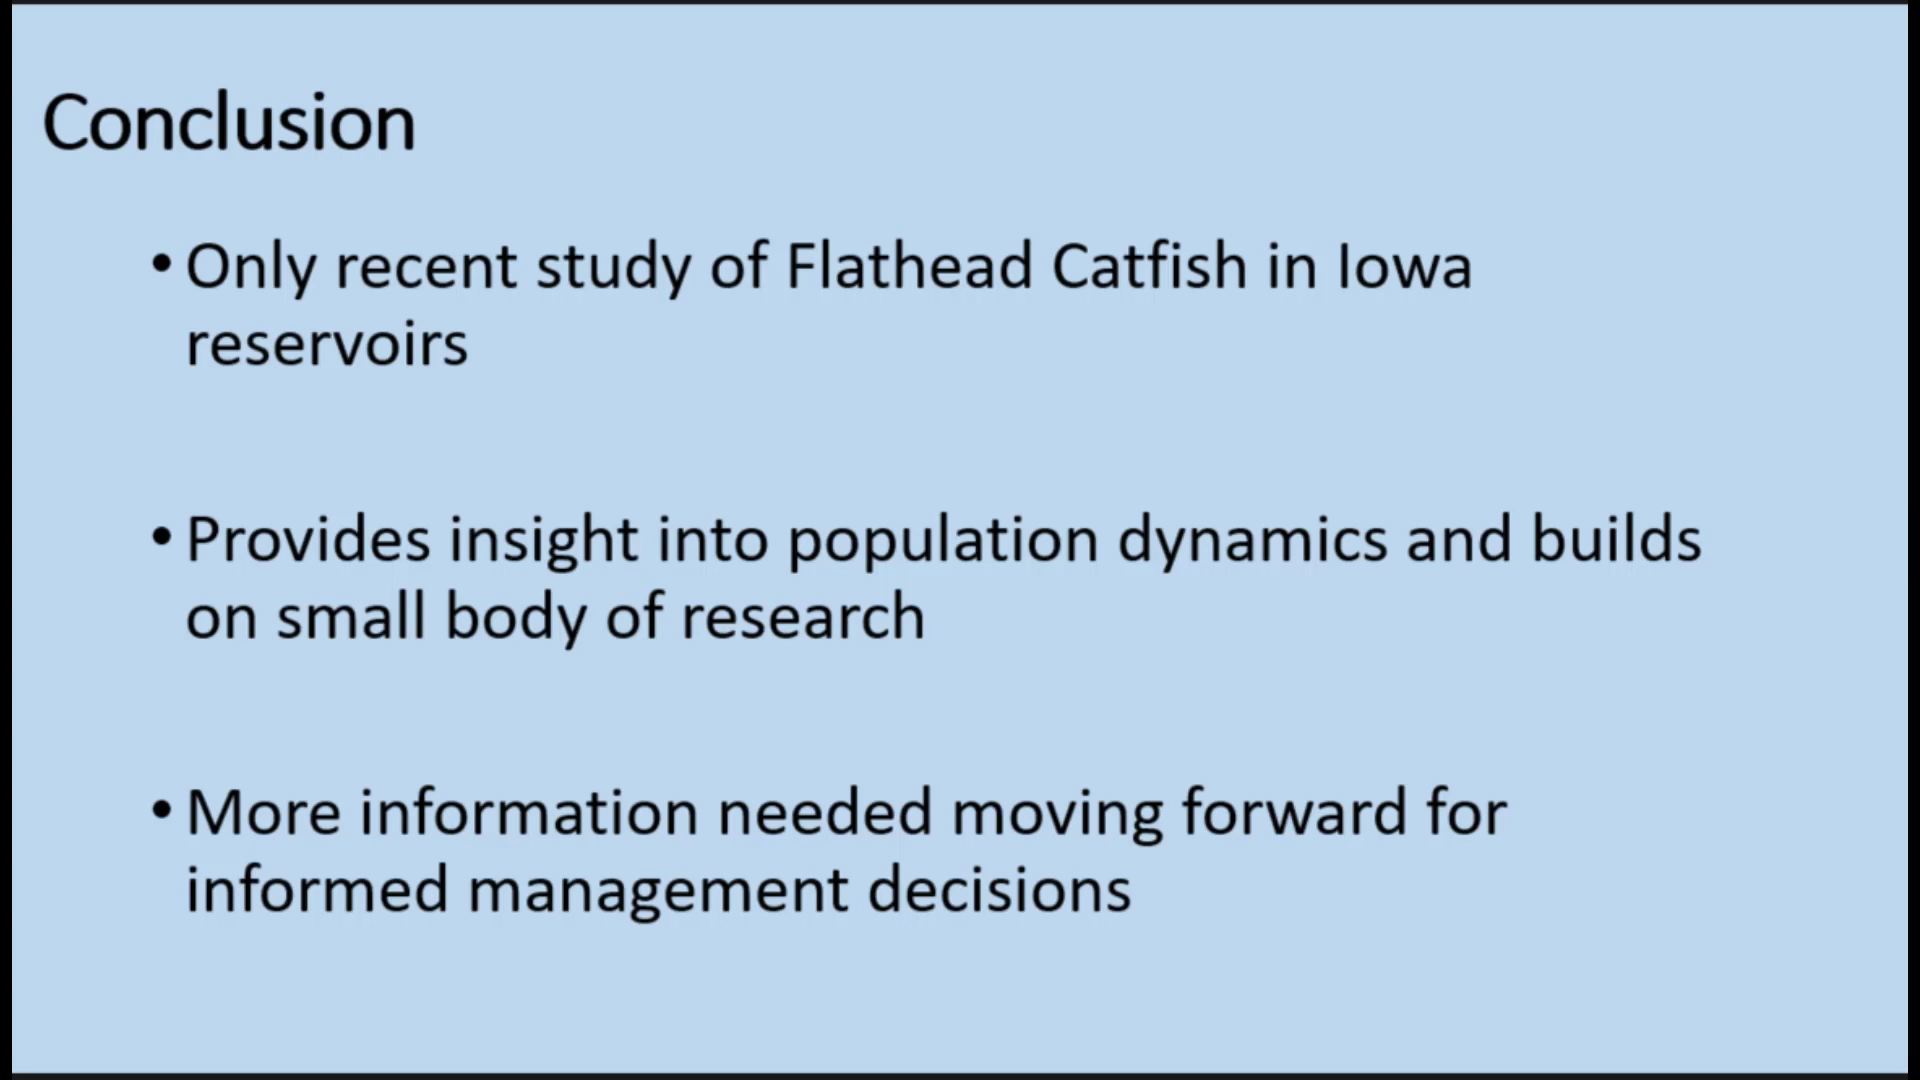 Conclusion
• Only recent study of Flathead Catfish in Iowa
reservoirs
• Provides insight into population dynamics and builds
on small body of research
• More information needed moving forward for
informed management decisions